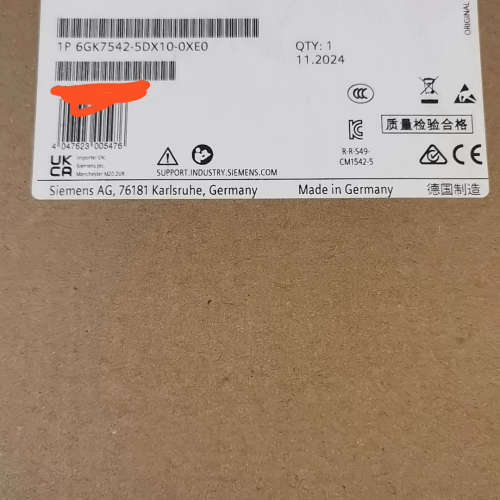 1P 6GK7542-5DX10-0XE0
QTY: 1
11.2024
ORIGINAL
CCC
质量检验合格
4 047623 005476
R-R-S49-
CM1542-5
UK
CA
Importer UK:
Siemens plc,
Manchester M20 2UR
SUPPORT.INDUSTRY.SIEMENS.COM
CE
Siemens AG, 76181 Karlsruhe, Germany
Made in Germany
德国制造